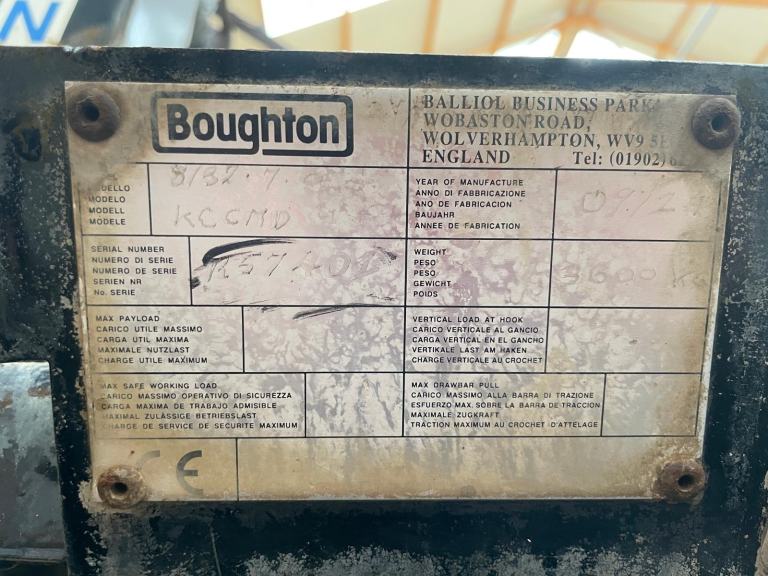 N
Boughton
BALLIOL BUSINESS PARK
WOBASTON ROAD,
WOLVERHAMPTON, WV9
ENGLAND Tel: (01902)
MODELO
MODELL
MODELE
KCCMD
YEAR OF MANUFACTURE
ANNO DI FABBRICAZIONE
ANO DE FABRICACION
BAUJAHR
ANNEE DE FABRICATION
SERIAL NUMBER
NUMERO DI SERIE
NUMERO DE SERIE
SERIEN NR
No. SERIE
WEIGHT
PESO
PESO
GEWICHT
POIDS
MAX PAYLOAD
CARICO UTILE MASSIMO
CARGA UTIL MAXIMA
MAXIMALE NUTZLAST
CHARGE UTILE MAXIMUM
VERTICAL LOAD AT HOOK
CARICO VERTICALE AL GANCIO
CARGA VERTICAL EN EL GANCHO
VERTIKALE LAST AM HAKEN
CHARGE VERTICALE AU CROCHET
MAX SAFE WORKING LOAD
CARICO MASSIMO OPERATIVO DI SICUREZZA
CARGA MAXIMA DE TRABAJO ADMISIBLE
MAXIMAL ZULÄSSIGE BETRIEBSLAST
CHARGE DE SERVICE DE SECURITE MAXIMUM
MAX DRAWBAR PULL
CARICO MASSIMO ALLA BARRA DI TRAZIONE
ESFUERZO MAX. SOBRE LA BARRA DE TRACCION
MAXIMALE ZUGKRAFT
TRACTION MAXIMUM AU CROCHET D'ATTELAGE
CE